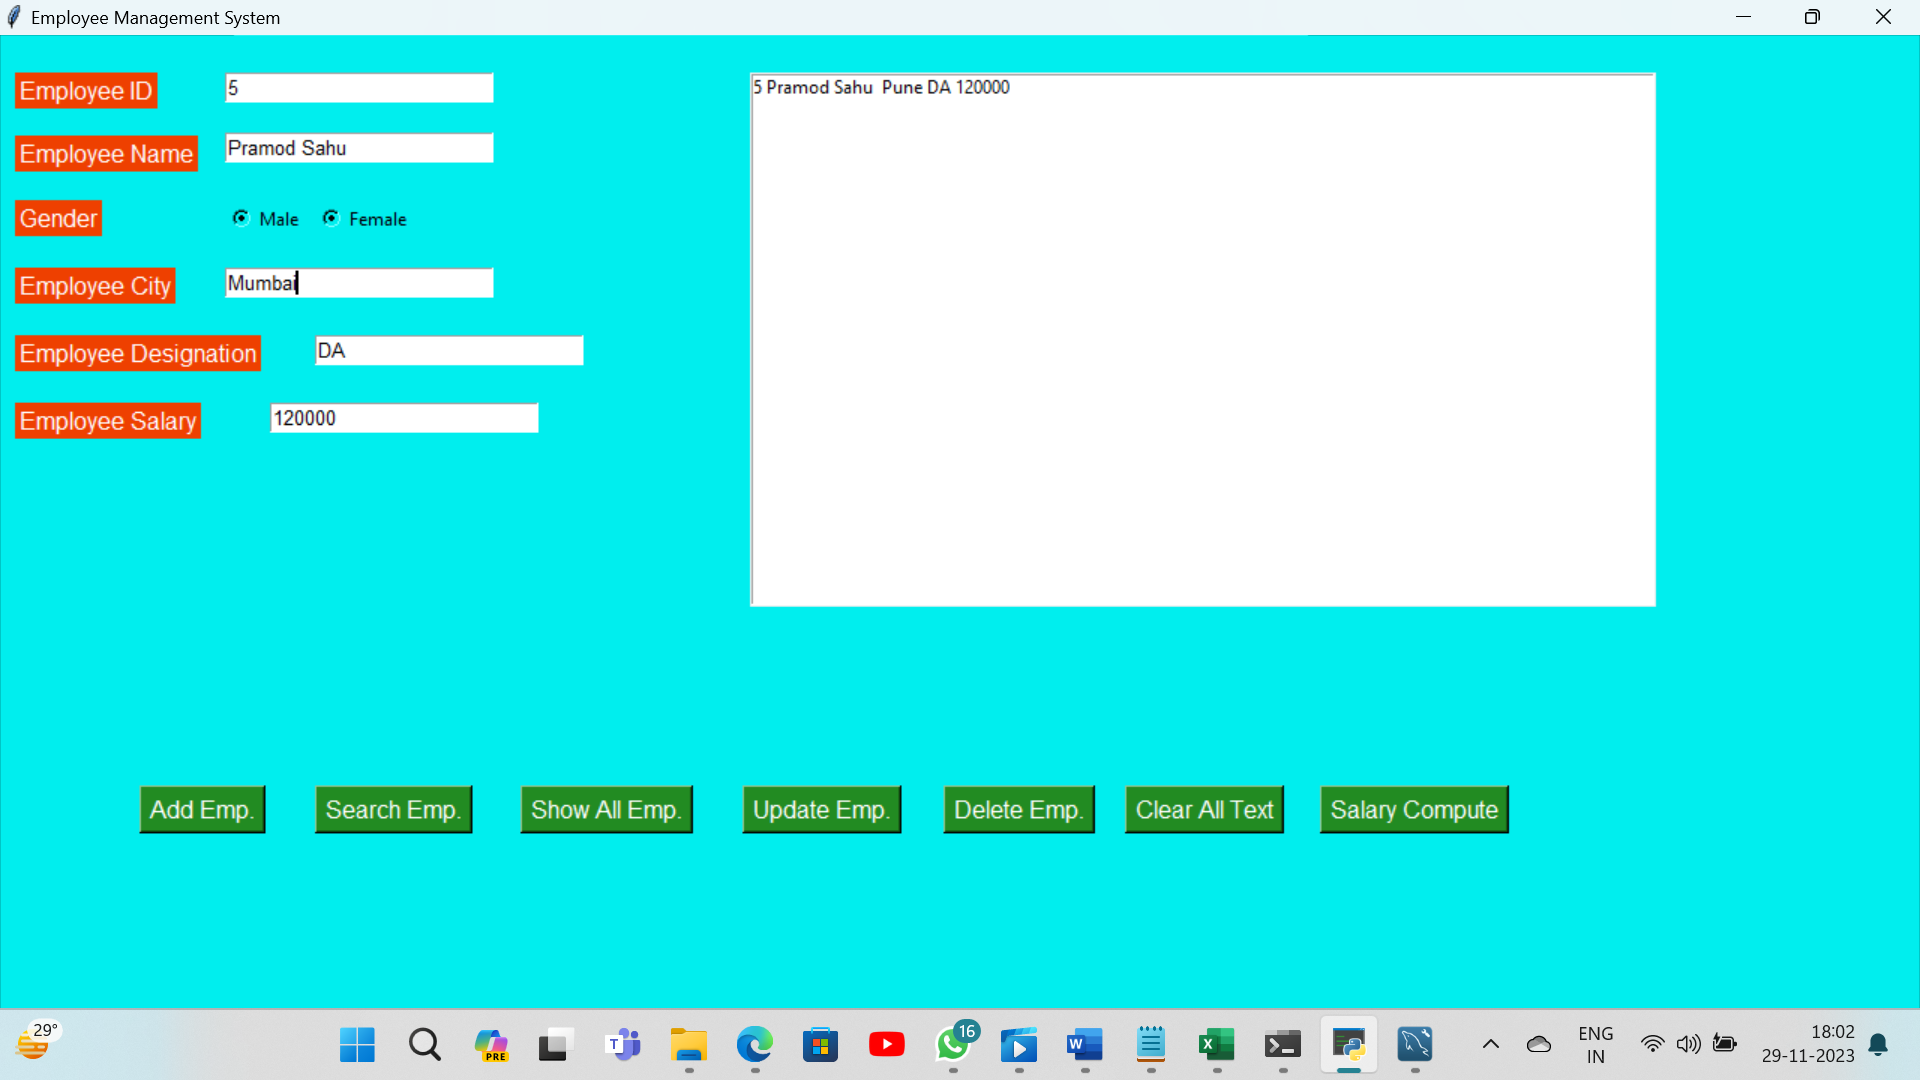 Employee Management System
Employee ID
5
Employee Name
Pramod Sahu
Gender
Male
Female
Employee City
Mumbai
Employee Designation
DA
Employee Salary
120000
5 Pramod Sahu  Pune DA 120000
Add Emp.
Search Emp.
Show All Emp.
Update Emp.
Delete Emp.
Clear All Text
Salary Compute
29°
PRE
T
16
W
X
ENG
IN
18:02
29-11-2023